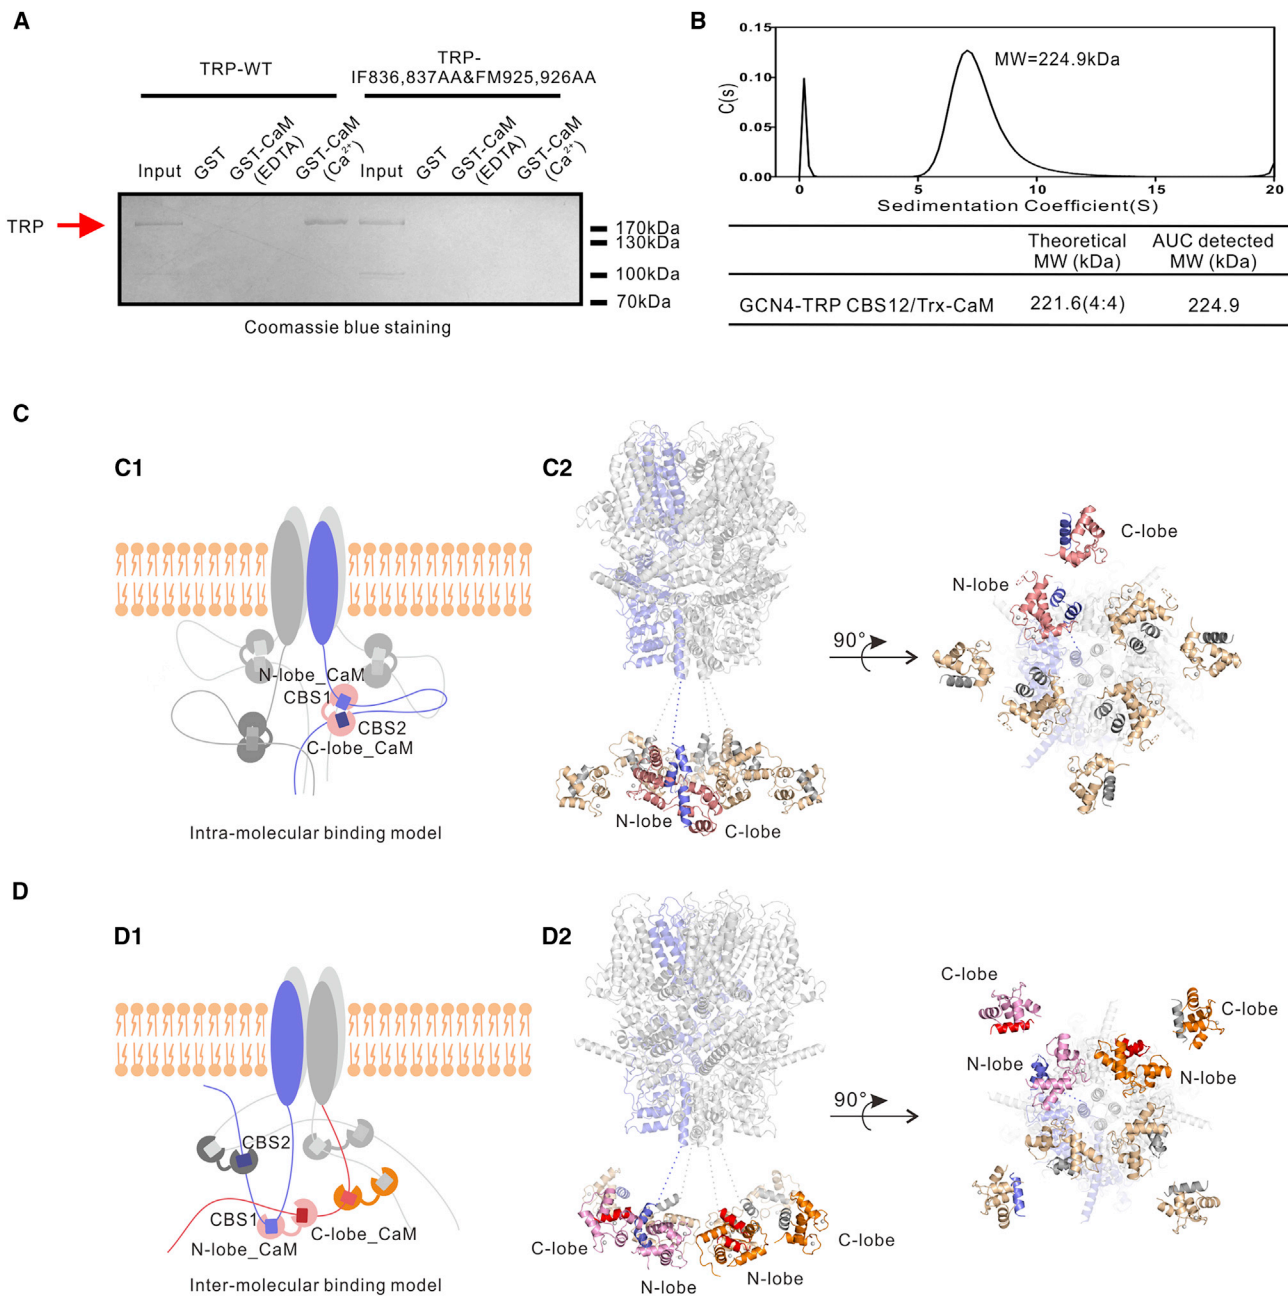 A
TRP-WT
TRP-
IF836,837AA&FM925,926AA
Input
GST
GST-CaM
(EDTA)
GST-CaM
(Ca²⁺)
Input
GST
GST-CaM
(EDTA)
GST-CaM
(Ca²⁺)
TRP
170kDa
130kDa
100kDa
70kDa
Coomassie blue staining
B
0.15
0.10
0.05
0.00
C(s)
MW=224.9kDa
0 5 10 15 20
Sedimentation Coefficient(S)
Theoretical MW (kDa)
AUC detected MW (kDa)
GCN4-TRP CBS12/Trx-CaM 221.6(4:4) 224.9
C
C1
N-lobe_CaM
CBS1
CBS2
C-lobe_CaM
Intra-molecular binding model
C2
N-lobe
C-lobe
90°
C-lobe
N-lobe
D
D1
CBS2
CBS1
C-lobe_CaM
N-lobe_CaM
Inter-molecular binding model
D2
C-lobe
N-lobe
N-lobe
C-lobe
90°
C-lobe
N-lobe
C-lobe
N-lobe